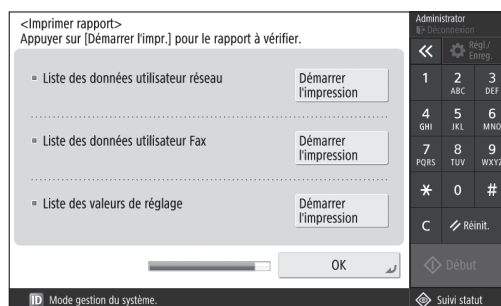 <Imprimer rapport>
Appuyer sur [Démarrer l'impr.] pour le rapport à vérifier.
Liste des données utilisateur réseau
Démarrer
l'impression
Liste des données utilisateur Fax
Démarrer
l'impression
Liste des valeurs de réglage
Démarrer
l'impression
OK
ID Mode gestion du système.
Administrator
Déconnexion
Régl./
Enreg.
1 2 3
ABC DEF
4 5 6
GHI JKL MNO
7 8 9
PQRS TUV WXYZ
* 0 #
C Réinit.
Début
Suivi statut